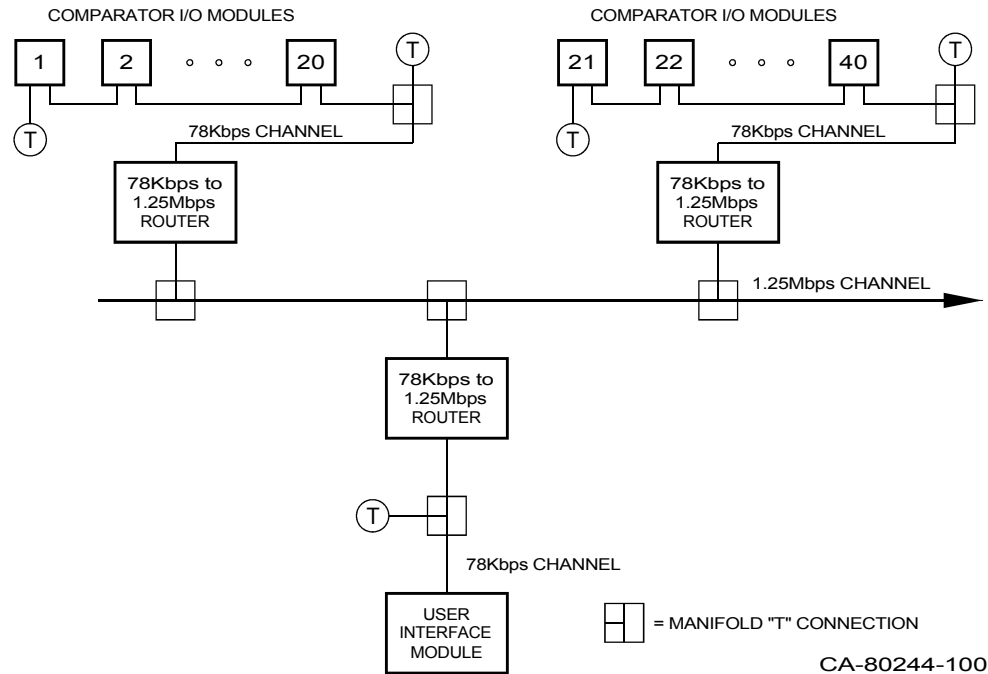 COMPARATOR I/O MODULES
COMPARATOR I/O MODULES
1
2
20
T
21
22
40
T
T
T
78Kbps CHANNEL
78Kbps CHANNEL
78Kbps to
1.25Mbps
ROUTER
78Kbps to
1.25Mbps
ROUTER
1.25Mbps CHANNEL
78Kbps to
1.25Mbps
ROUTER
T
78Kbps CHANNEL
USER
INTERFACE
MODULE
= MANIFOLD "T" CONNECTION
CA-80244-100